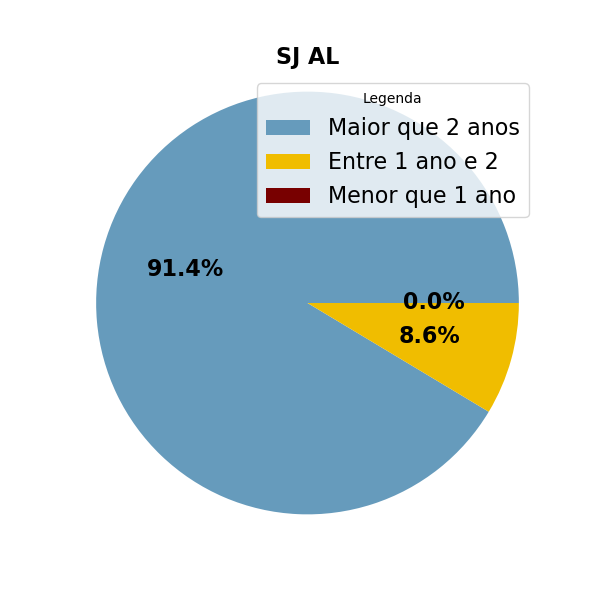 SJ AL
Legenda
Maior que 2 anos
Entre 1 ano e 2
Menor que 1 ano
91.4%
0.0%
8.6%